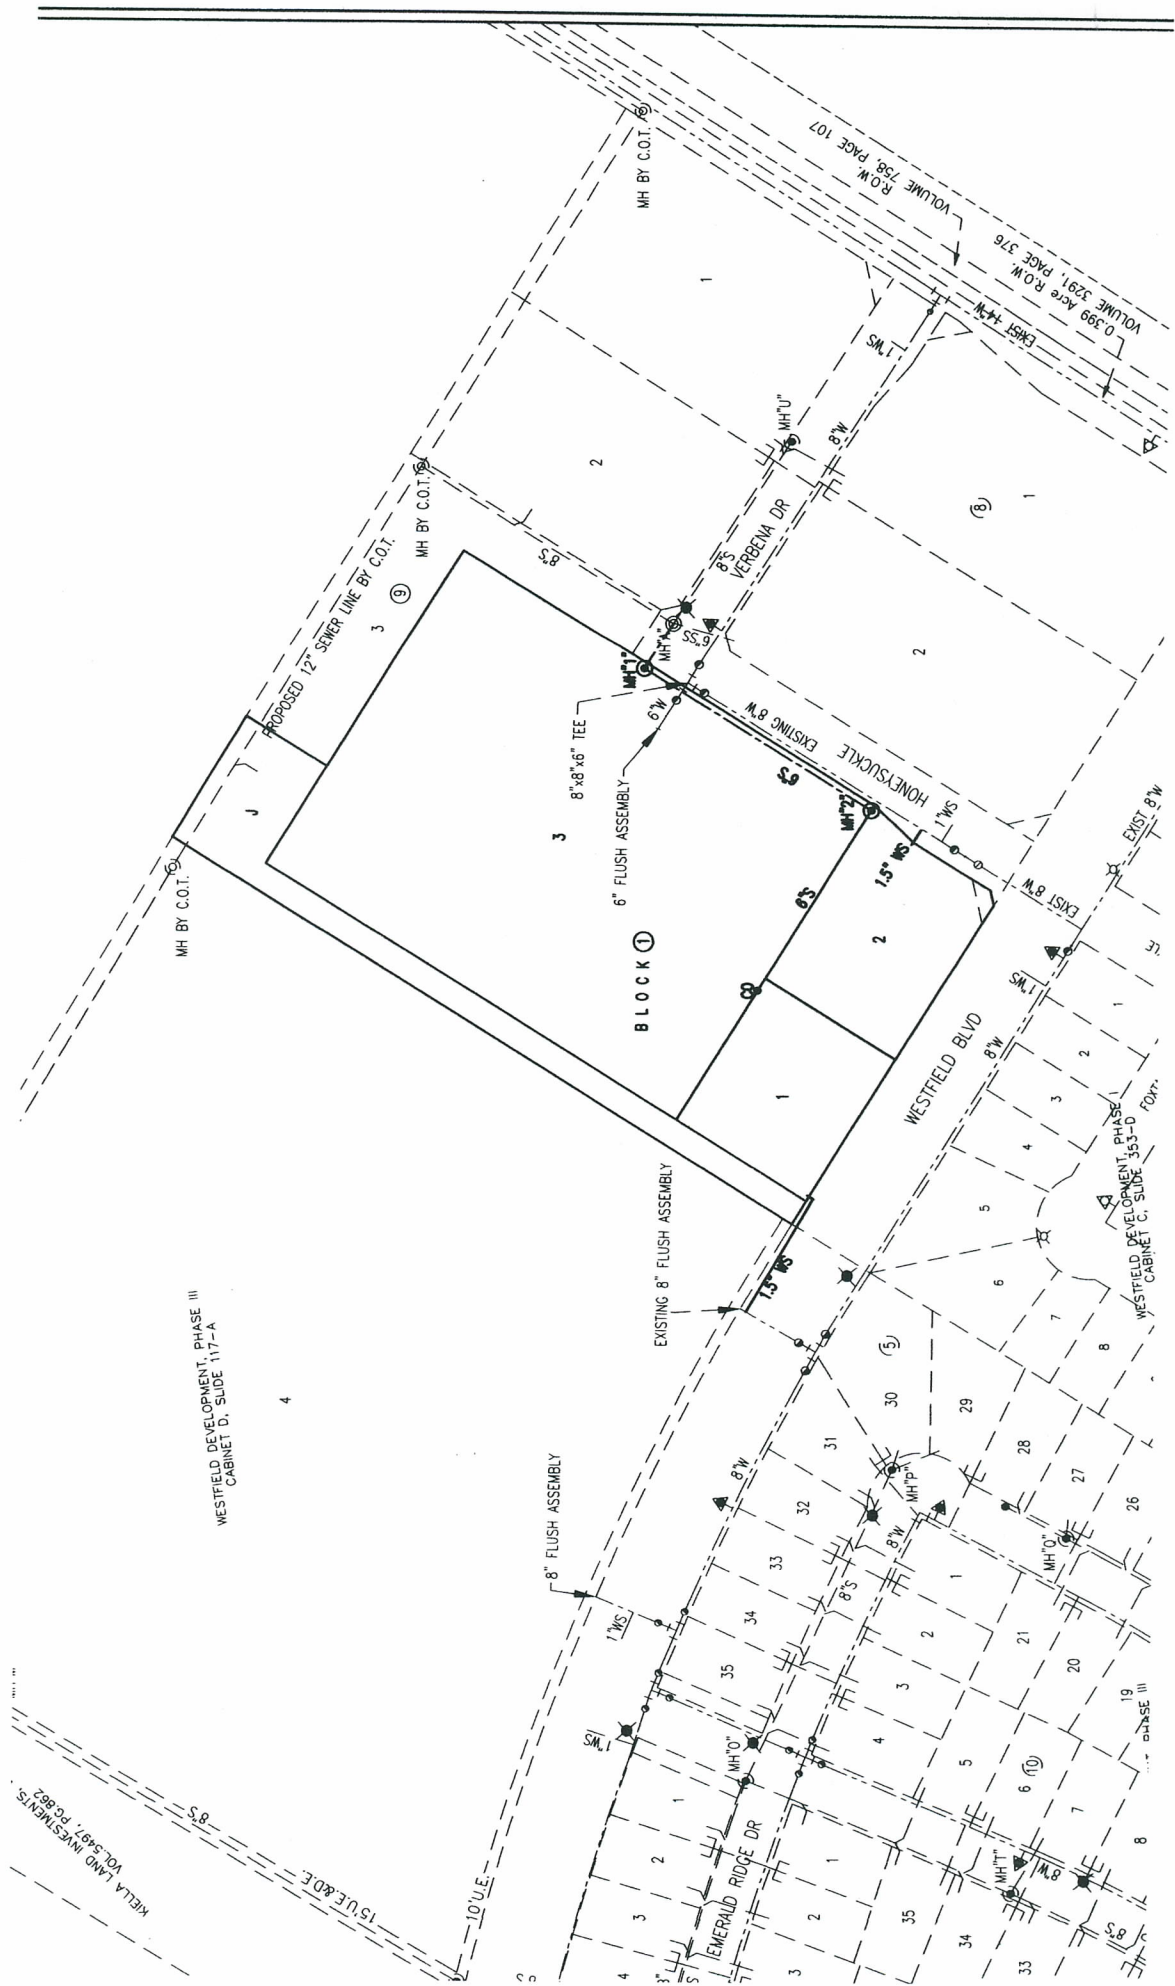 MH BY C.O.T.
R.O.W.
VOLUME 758, PAGE 107
0.399 Acre R.O.W.
VOLUME 3291, PAGE 376
EXIST 14"W
1
1"WS
2
MH BY C.O.T.
8"S
MH"U"
8"W
VERBENA DR
8"S
8
1
2
PROPOSED 12" SEWER LINE BY C.O.T.
3
9
MH"A"
6"SS
MH"1"
8"x8"x6" TEE
6"W
6" FLUSH ASSEMBLY
EXISTING 8"W
HONEYSUCKLE
6"S
MH"2"
1.5" WS
1"WS
EXIST 8"W
EXIST 8"W
J
MH BY C.O.T.
3
BLOCK 1
6"S
CO
2
1
WESTFIELD BLVD
8"W
1"WS
1
2
3
4
5
6
7
8
WESTFIELD DEVELOPMENT, PHASE I
CABINET C, SLIDE 353-D
EXISTING 8" FLUSH ASSEMBLY
1.5" WS
WESTFIELD DEVELOPMENT, PHASE III
CABINET D, SLIDE 117-A
4
5
30
29
28
27
26
31
32
33
34
35
8"W
MH"P"
8"W
8"S
MH"Q"
8" FLUSH ASSEMBLY
1"WS
1"WS
1
2
3
4
5
6
7
8
10
21
20
19
PHASE III
MH"O"
EMERALD RIDGE DR
1
2
3
4
1
2
3
35
34
33
MH"T"
8"W
8"S
10'U.E.
15'U.E.&D.E.
8"S
KIELLA LAND INVESTMENTS,
VOL.5497, PG.862